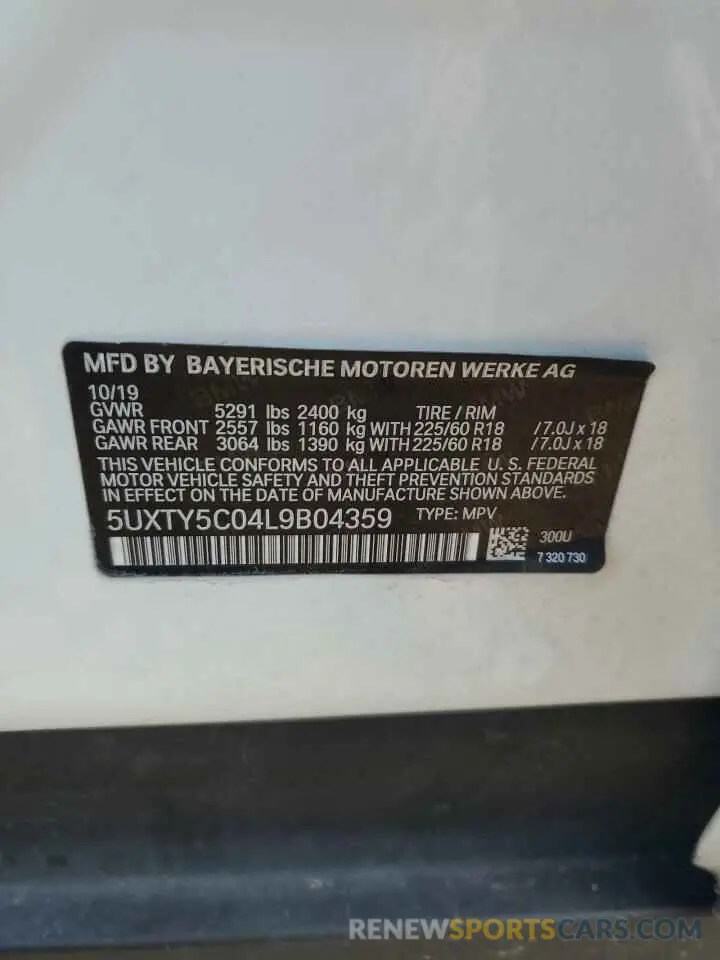 MFD BY BAYERISCHE MOTOREN WERKE AG
10/19
GVWR 5291 lbs 2400 kg TIRE / RIM
GAWR FRONT 2557 lbs 1160 kg WITH 225/60 R18 /7.0J x 18
GAWR REAR 3064 lbs 1390 kg WITH 225/60 R18 /7.0J x 18
THIS VEHICLE CONFORMS TO ALL APPLICABLE U. S. FEDERAL
MOTOR VEHICLE SAFETY AND THEFT PREVENTION STANDARDS
IN EFFECT ON THE DATE OF MANUFACTURE SHOWN ABOVE.
5UXTY5C04L9B04359 TYPE: MPV
300U
7 320 730
RENEWSPORTSCARS.COM